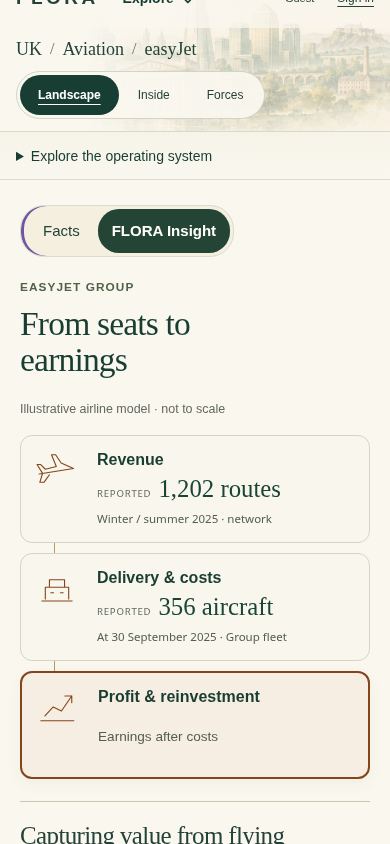 FLORA Explore Guest Sign in
UK / Aviation / easyJet
Landscape Inside Forces
Explore the operating system
Facts FLORA Insight
EASYJET GROUP
From seats to
earnings
Illustrative airline model · not to scale
Revenue
REPORTED 1,202 routes
Winter / summer 2025 · network
Delivery & costs
REPORTED 356 aircraft
At 30 September 2025 · Group fleet
Profit & reinvestment
Earnings after costs
Capturing value from flying